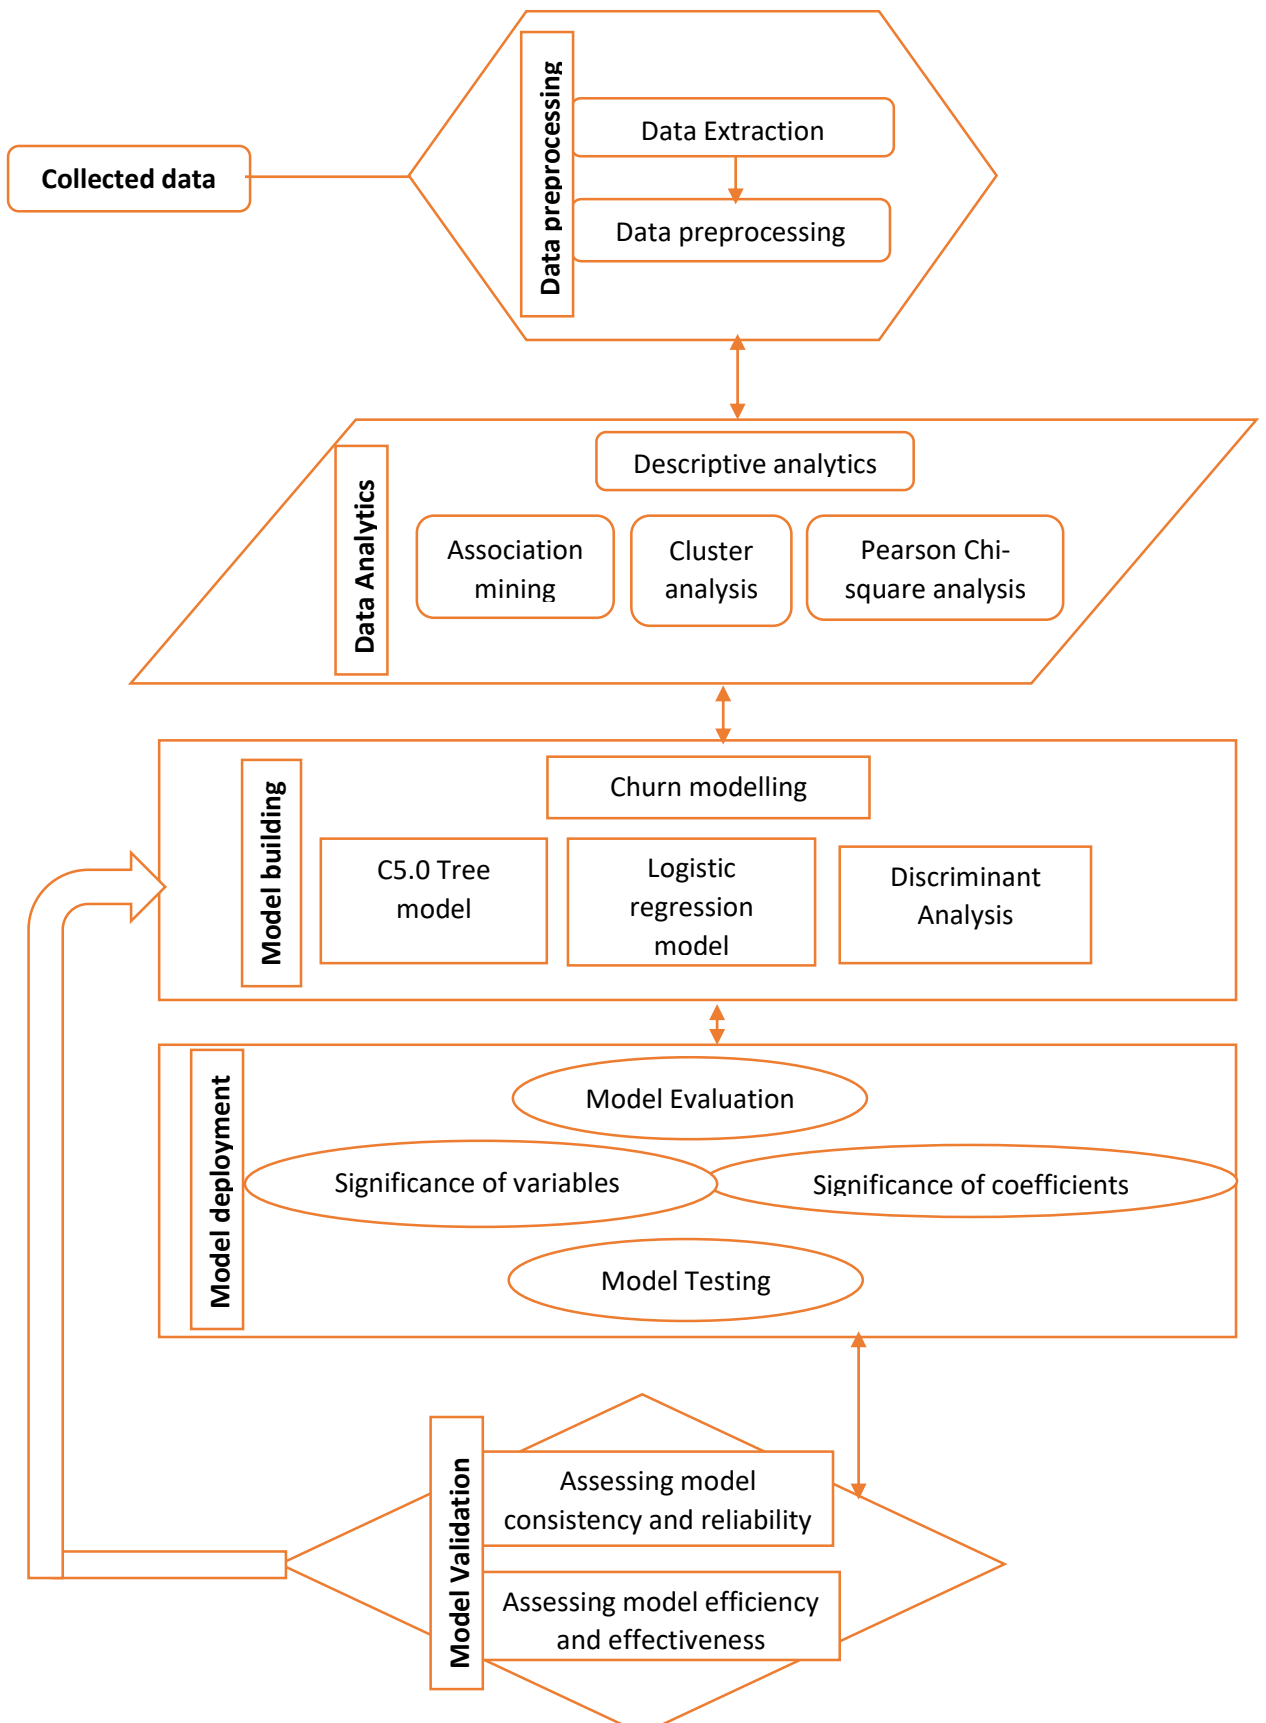 Collected data
Data preprocessing
Data Extraction
Data preprocessing
Data Analytics
Descriptive analytics
Association
mining
Cluster
analysis
Pearson Chi-
square analysis
Model building
Churn modelling
C5.0 Tree
model
Logistic
regression
model
Discriminant
Analysis
Model deployment
Model Evaluation
Significance of variables
Significance of coefficients
Model Testing
Model Validation
Assessing model
consistency and reliability
Assessing model efficiency
and effectiveness